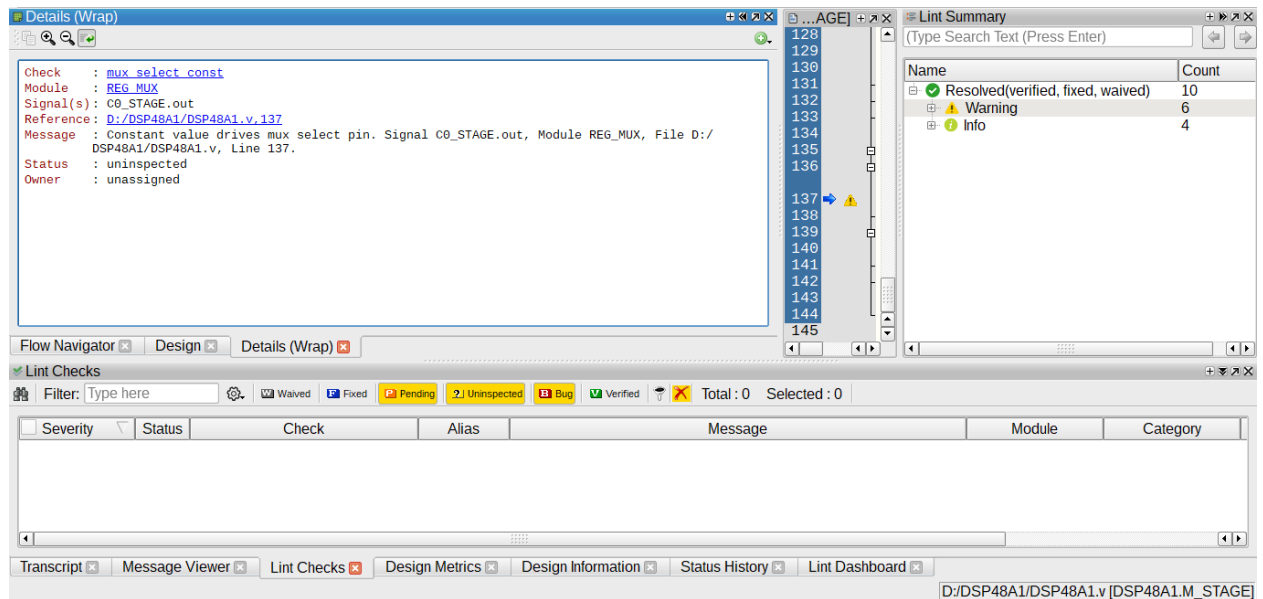 Details (Wrap)
Check : mux_select_const
Module : REG_MUX
Signal(s): C0_STAGE.out
Reference: D:/DSP48A1/DSP48A1.v,137
Message : Constant value drives mux select pin. Signal C0_STAGE.out, Module REG_MUX, File D:/
DSP48A1/DSP48A1.v, Line 137.
Status : uninspected
Owner : unassigned
Flow Navigator Design Details (Wrap)
...AGE]
128
129
130
131
132
133
134
135
136
137
138
139
140
141
142
143
144
145
Lint Summary
(Type Search Text (Press Enter)
Name Count
Resolved(verified, fixed, waived) 10
Warning 6
Info 4
Lint Checks
Filter: Type here W Waived F Fixed P Pending ? Uninspected B Bug V Verified Total : 0 Selected : 0
Severity Status Check Alias Message Module Category
Transcript Message Viewer Lint Checks Design Metrics Design Information Status History Lint Dashboard
D:/DSP48A1/DSP48A1.v [DSP48A1.M_STAGE]